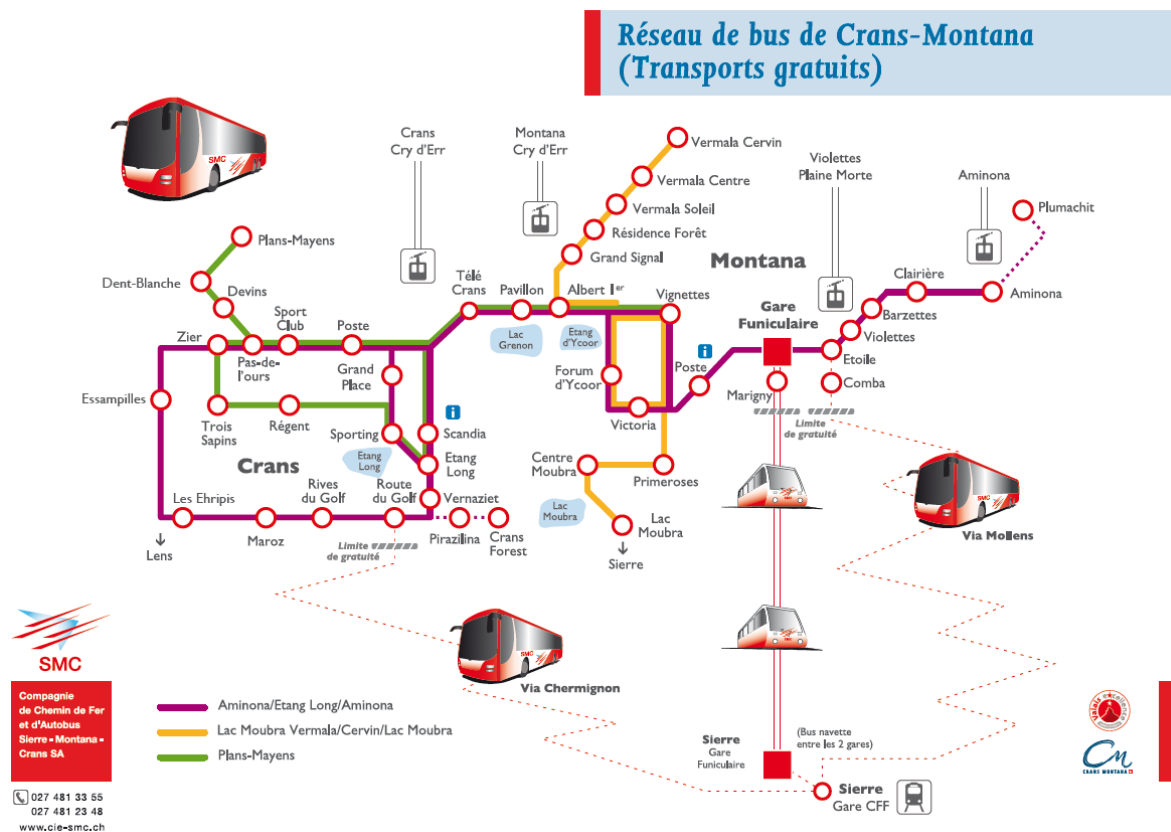 Réseau de bus de Crans-Montana
(Transports gratuits)
SMC
Crans
Cry d'Err
Montana
Cry d'Err
Vermala Cervin
Vermala Centre
Vermala Soleil
Résidence Forêt
Grand Signal
Violettes
Plaine Morte
Aminona
Plumachit
Plans-Mayens
Dent-Blanche
Devins
Sport
Club
Poste
Zier
Pas-de-
l'ours
Télé
Crans
Pavillon
Albert Ier
Vignettes
Montana
Gare
Funiculaire
Clairière
Aminona
Barzettes
Violettes
Etoile
Comba
Lac
Grenon
Etang
d'Ycoor
Forum
d'Ycoor
Poste
Marigny
Limite
de gratuité
Grand
Place
Essampilles
Trois
Sapins
Régent
Sporting
Scandia
Victoria
Crans
Etang
Long
Etang
Long
Centre
Moubra
Primeroses
Les Ehripis
Rives
du Golf
Route
du Golf
Vernaziet
Lac
Moubra
Lac
Moubra
Lens
Maroz
Limite
de gratuité
Pirazilina
Crans
Forest
Sierre
SMC
Via Mollens
SMC
Via Chermignon
SMC
Compagnie
de Chemin de Fer
et d'Autobus
Sierre - Montana -
Crans SA
027 481 33 55
027 481 23 48
www.cie-smc.ch
Aminona/Etang Long/Aminona
Lac Moubra Vermala/Cervin/Lac Moubra
Plans-Mayens
Sierre
Gare
Funiculaire
(Bus navette
entre les 2 gares)
Sierre
Gare CFF
Valais excellence
CRANS MONTANA